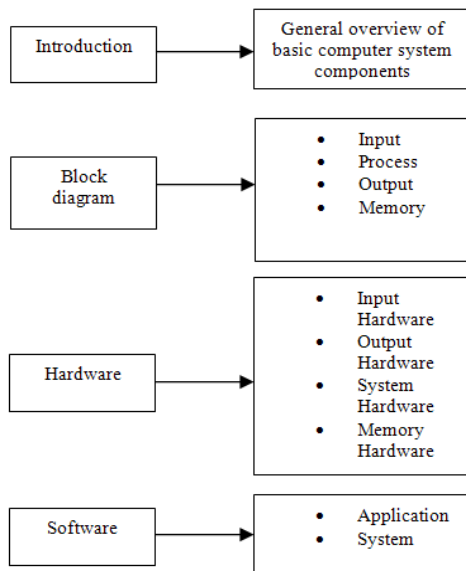 Introduction
General overview of
basic computer system
components
Block
diagram
• Input
• Process
• Output
• Memory
Hardware
• Input
Hardware
• Output
Hardware
• System
Hardware
• Memory
Hardware
Software
• Application
• System